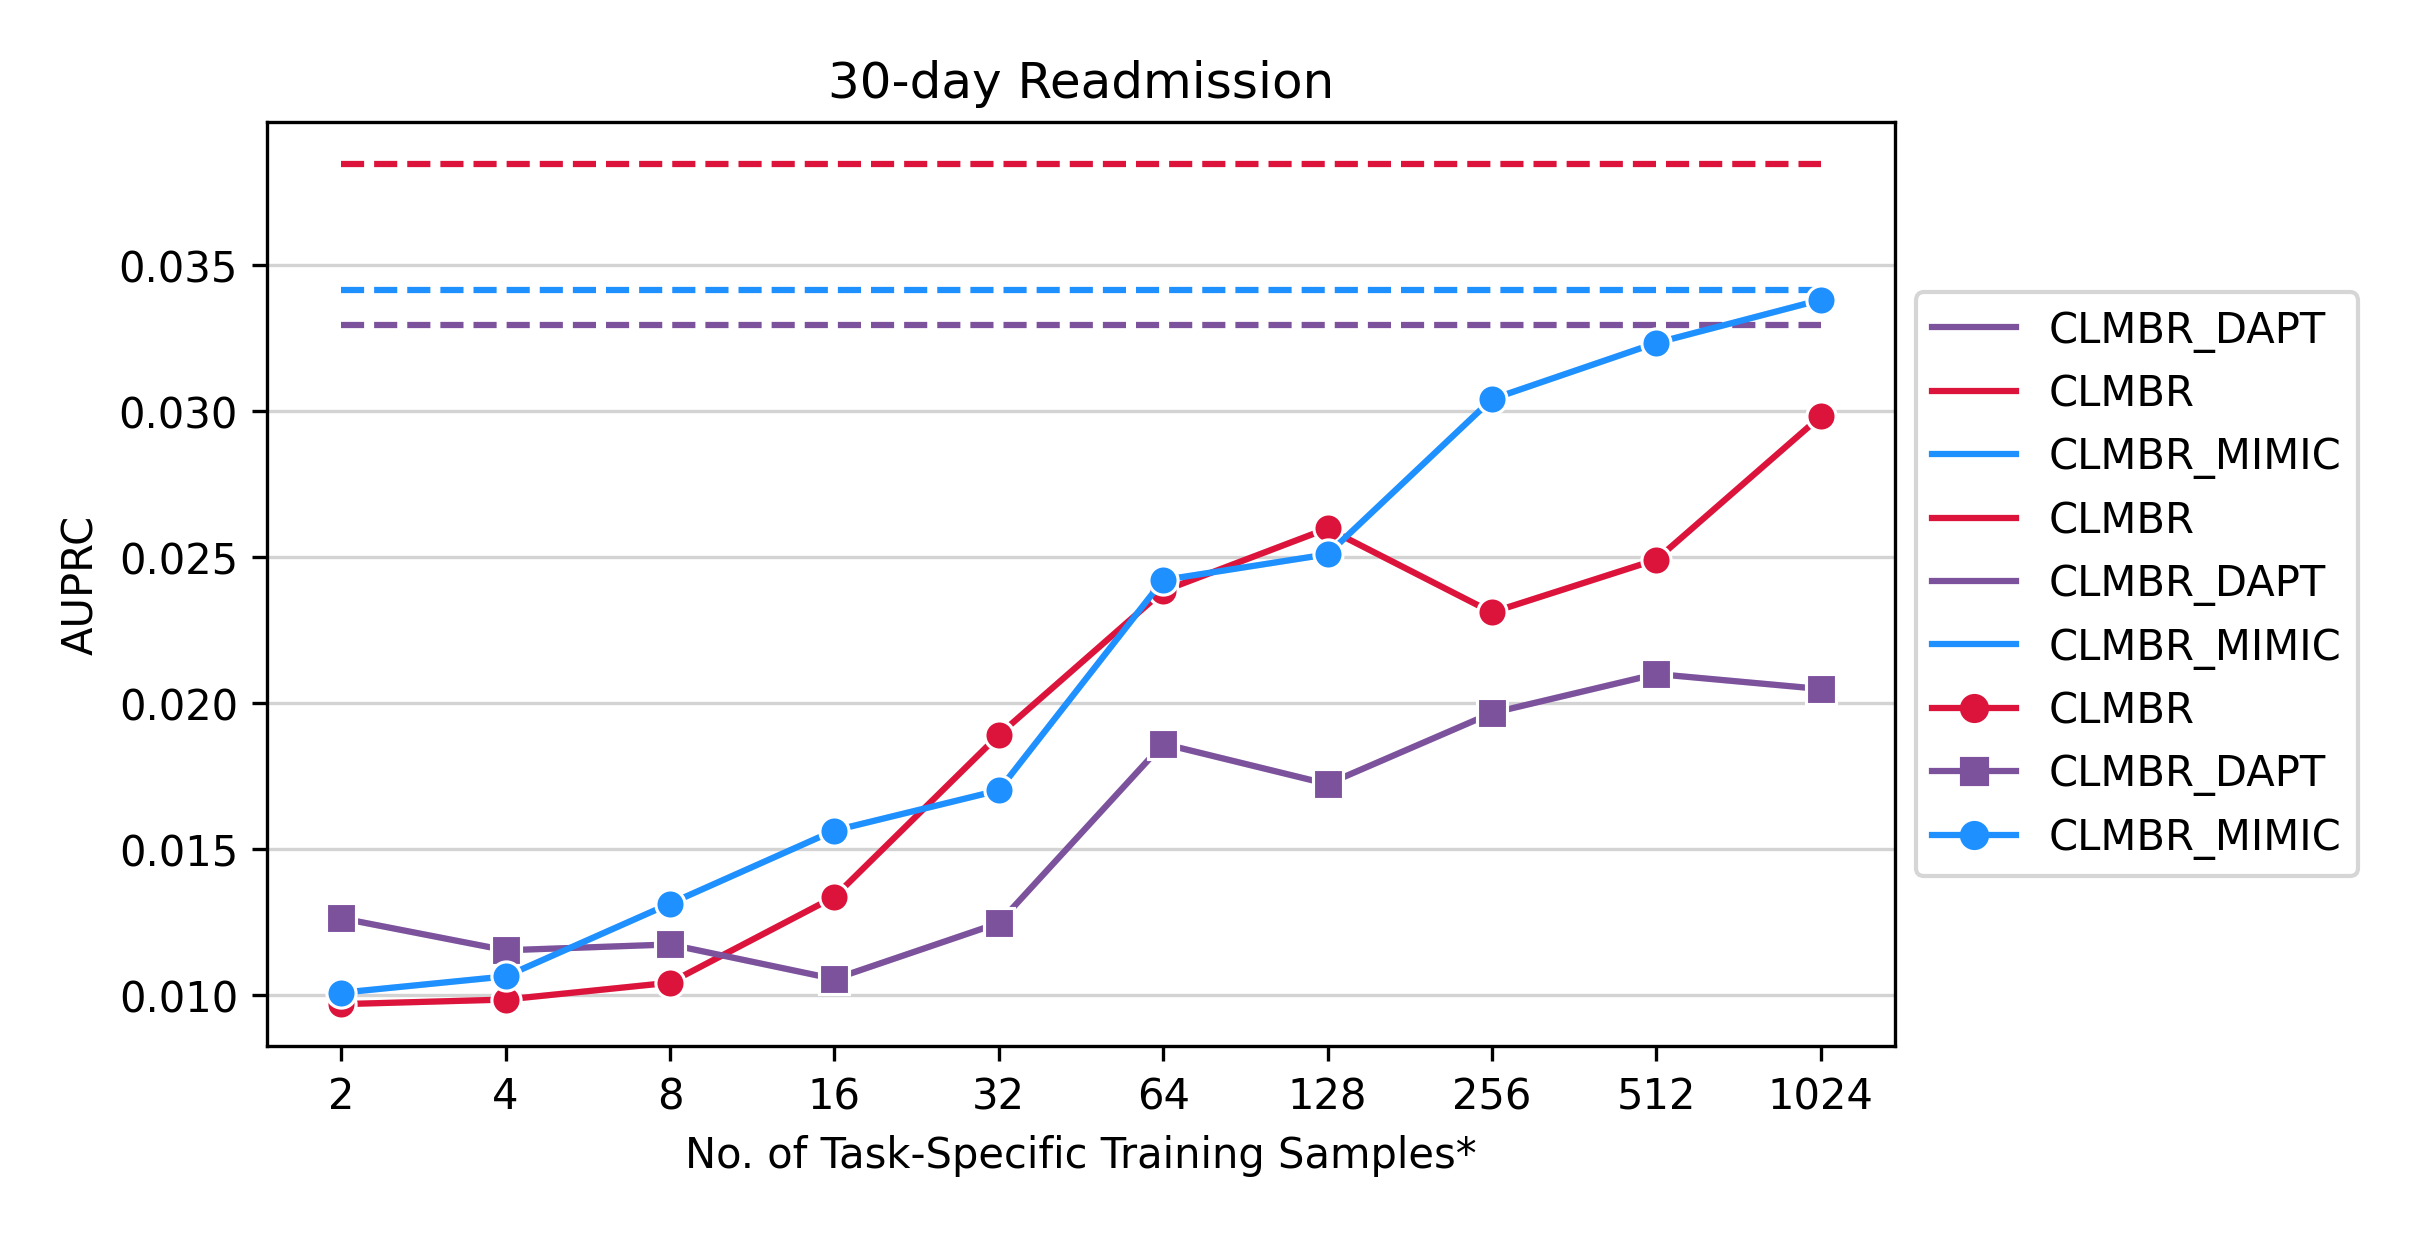 30-day Readmission
AUPRC
0.035
0.030
0.025
0.020
0.015
0.010
2 4 8 16 32 64 128 256 512 1024
No. of Task-Specific Training Samples*
CLMBR_DAPT
CLMBR
CLMBR_MIMIC
CLMBR
CLMBR_DAPT
CLMBR_MIMIC
CLMBR
CLMBR_DAPT
CLMBR_MIMIC